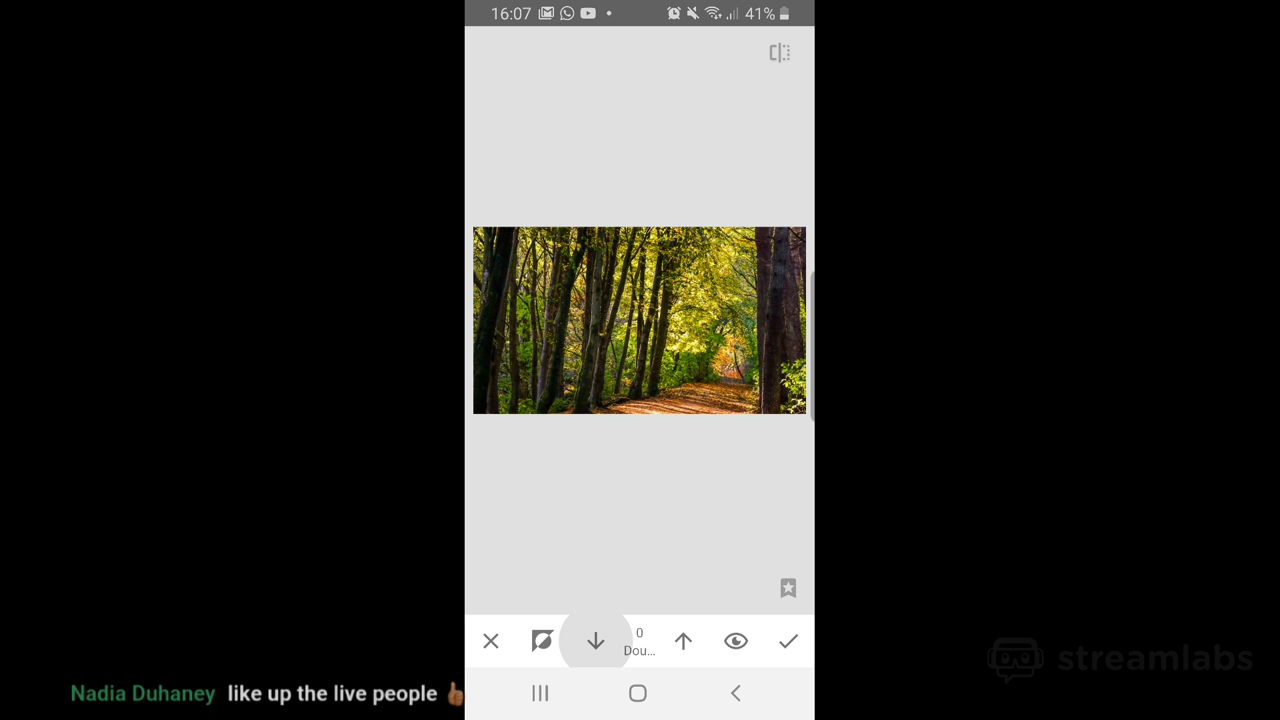 16:07 41%
0
Dou...
Nadia Duhaney like up the live people 👍🏾
streamlabs